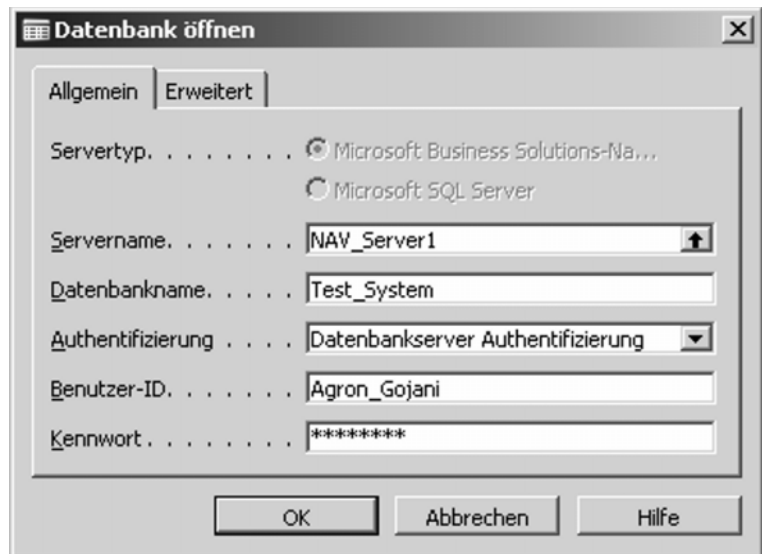 Datenbank öffnen
Allgemein Erweitert
Servertyp. . . . . . . . Microsoft Business Solutions-Na...
Microsoft SQL Server
Servername. . . . . . . NAV_Server1
Datenbankname. . . . . Test_System
Authentifizierung . . . . Datenbankserver Authentifizierung
Benutzer-ID. . . . . . . Agron_Gojani
Kennwort . . . . . . . . ********
OK Abbrechen Hilfe